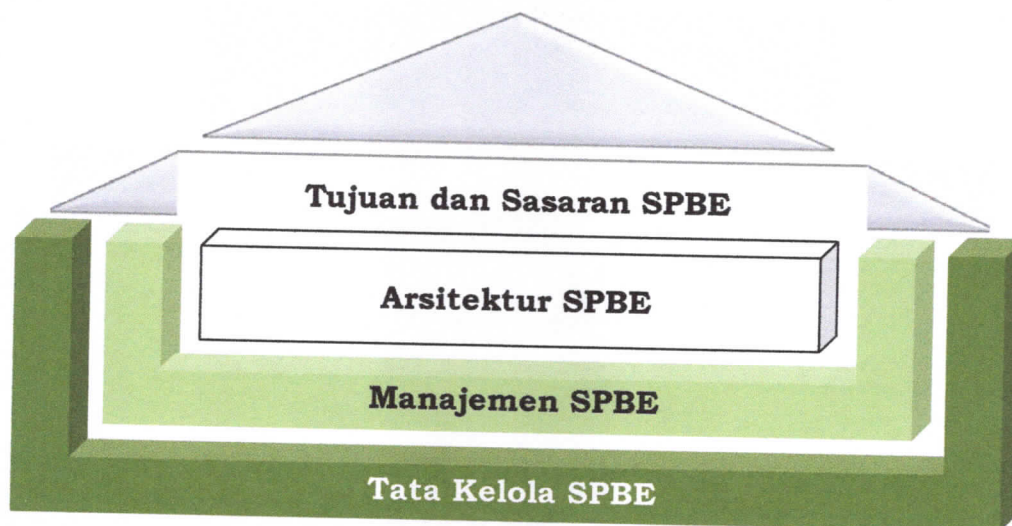 Tujuan dan Sasaran SPBE
Arsitektur SPBE
Manajemen SPBE
Tata Kelola SPBE